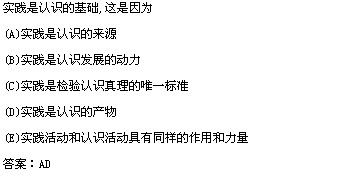 实践是认识的基础,这是因为
(A)实践是认识的来源
(B)实践是认识发展的动力
(C)实践是检验认识真理的唯一标准
(D)实践是认识的产物
(E)实践活动和认识活动具有同样的作用和力量
答案：AD